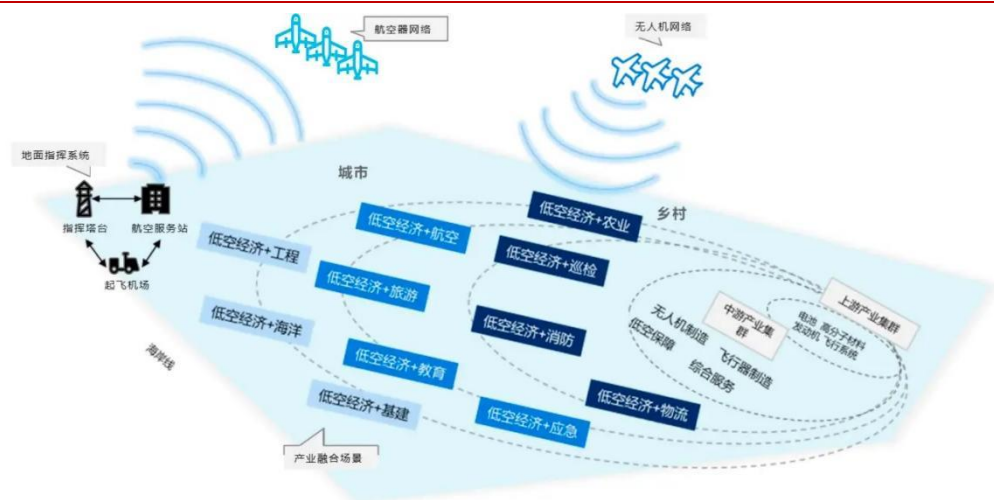 航空器网络
无人机网络
地面指挥系统
城市
指挥塔台
航空服务站
起飞机场
乡村
低空经济+农业
低空经济+航空
低空经济+工程
低空经济+巡检
低空经济+旅游
上游产业集群
中游产业集
群
电池 高分子材料
发动机 飞行系统
无人机制造
低空保障
飞行器制造
综合服务
低空经济+海洋
低空经济+消防
海岸线
低空经济+教育
低空经济+基建
低空经济+物流
低空经济+应急
产业融合场景